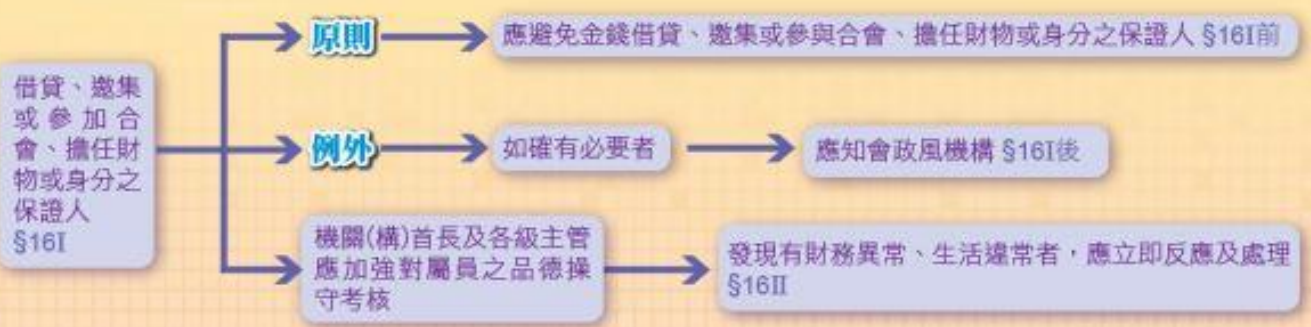 借貸、邀集
或參加合
會、擔任財
物或身分之
保證人
§16I
原則
應避免金錢借貸、邀集或參與合會、擔任財物或身分之保證人 §16I前
例外
如確有必要者
應知會政風機構 §16I後
機關(構)首長及各級主管
應加強對屬員之品德操
守考核
發現有財務異常、生活違常者，應立即反應及處理
§16II